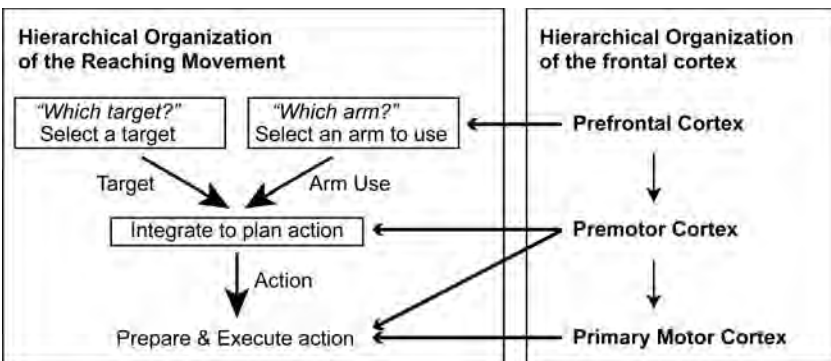 Hierarchical Organization
of the Reaching Movement
"Which target?"
Select a target
"Which arm?"
Select an arm to use
Target
Arm Use
Integrate to plan action
Action
Prepare & Execute action
Hierarchical Organization
of the frontal cortex
Prefrontal Cortex
Premotor Cortex
Primary Motor Cortex